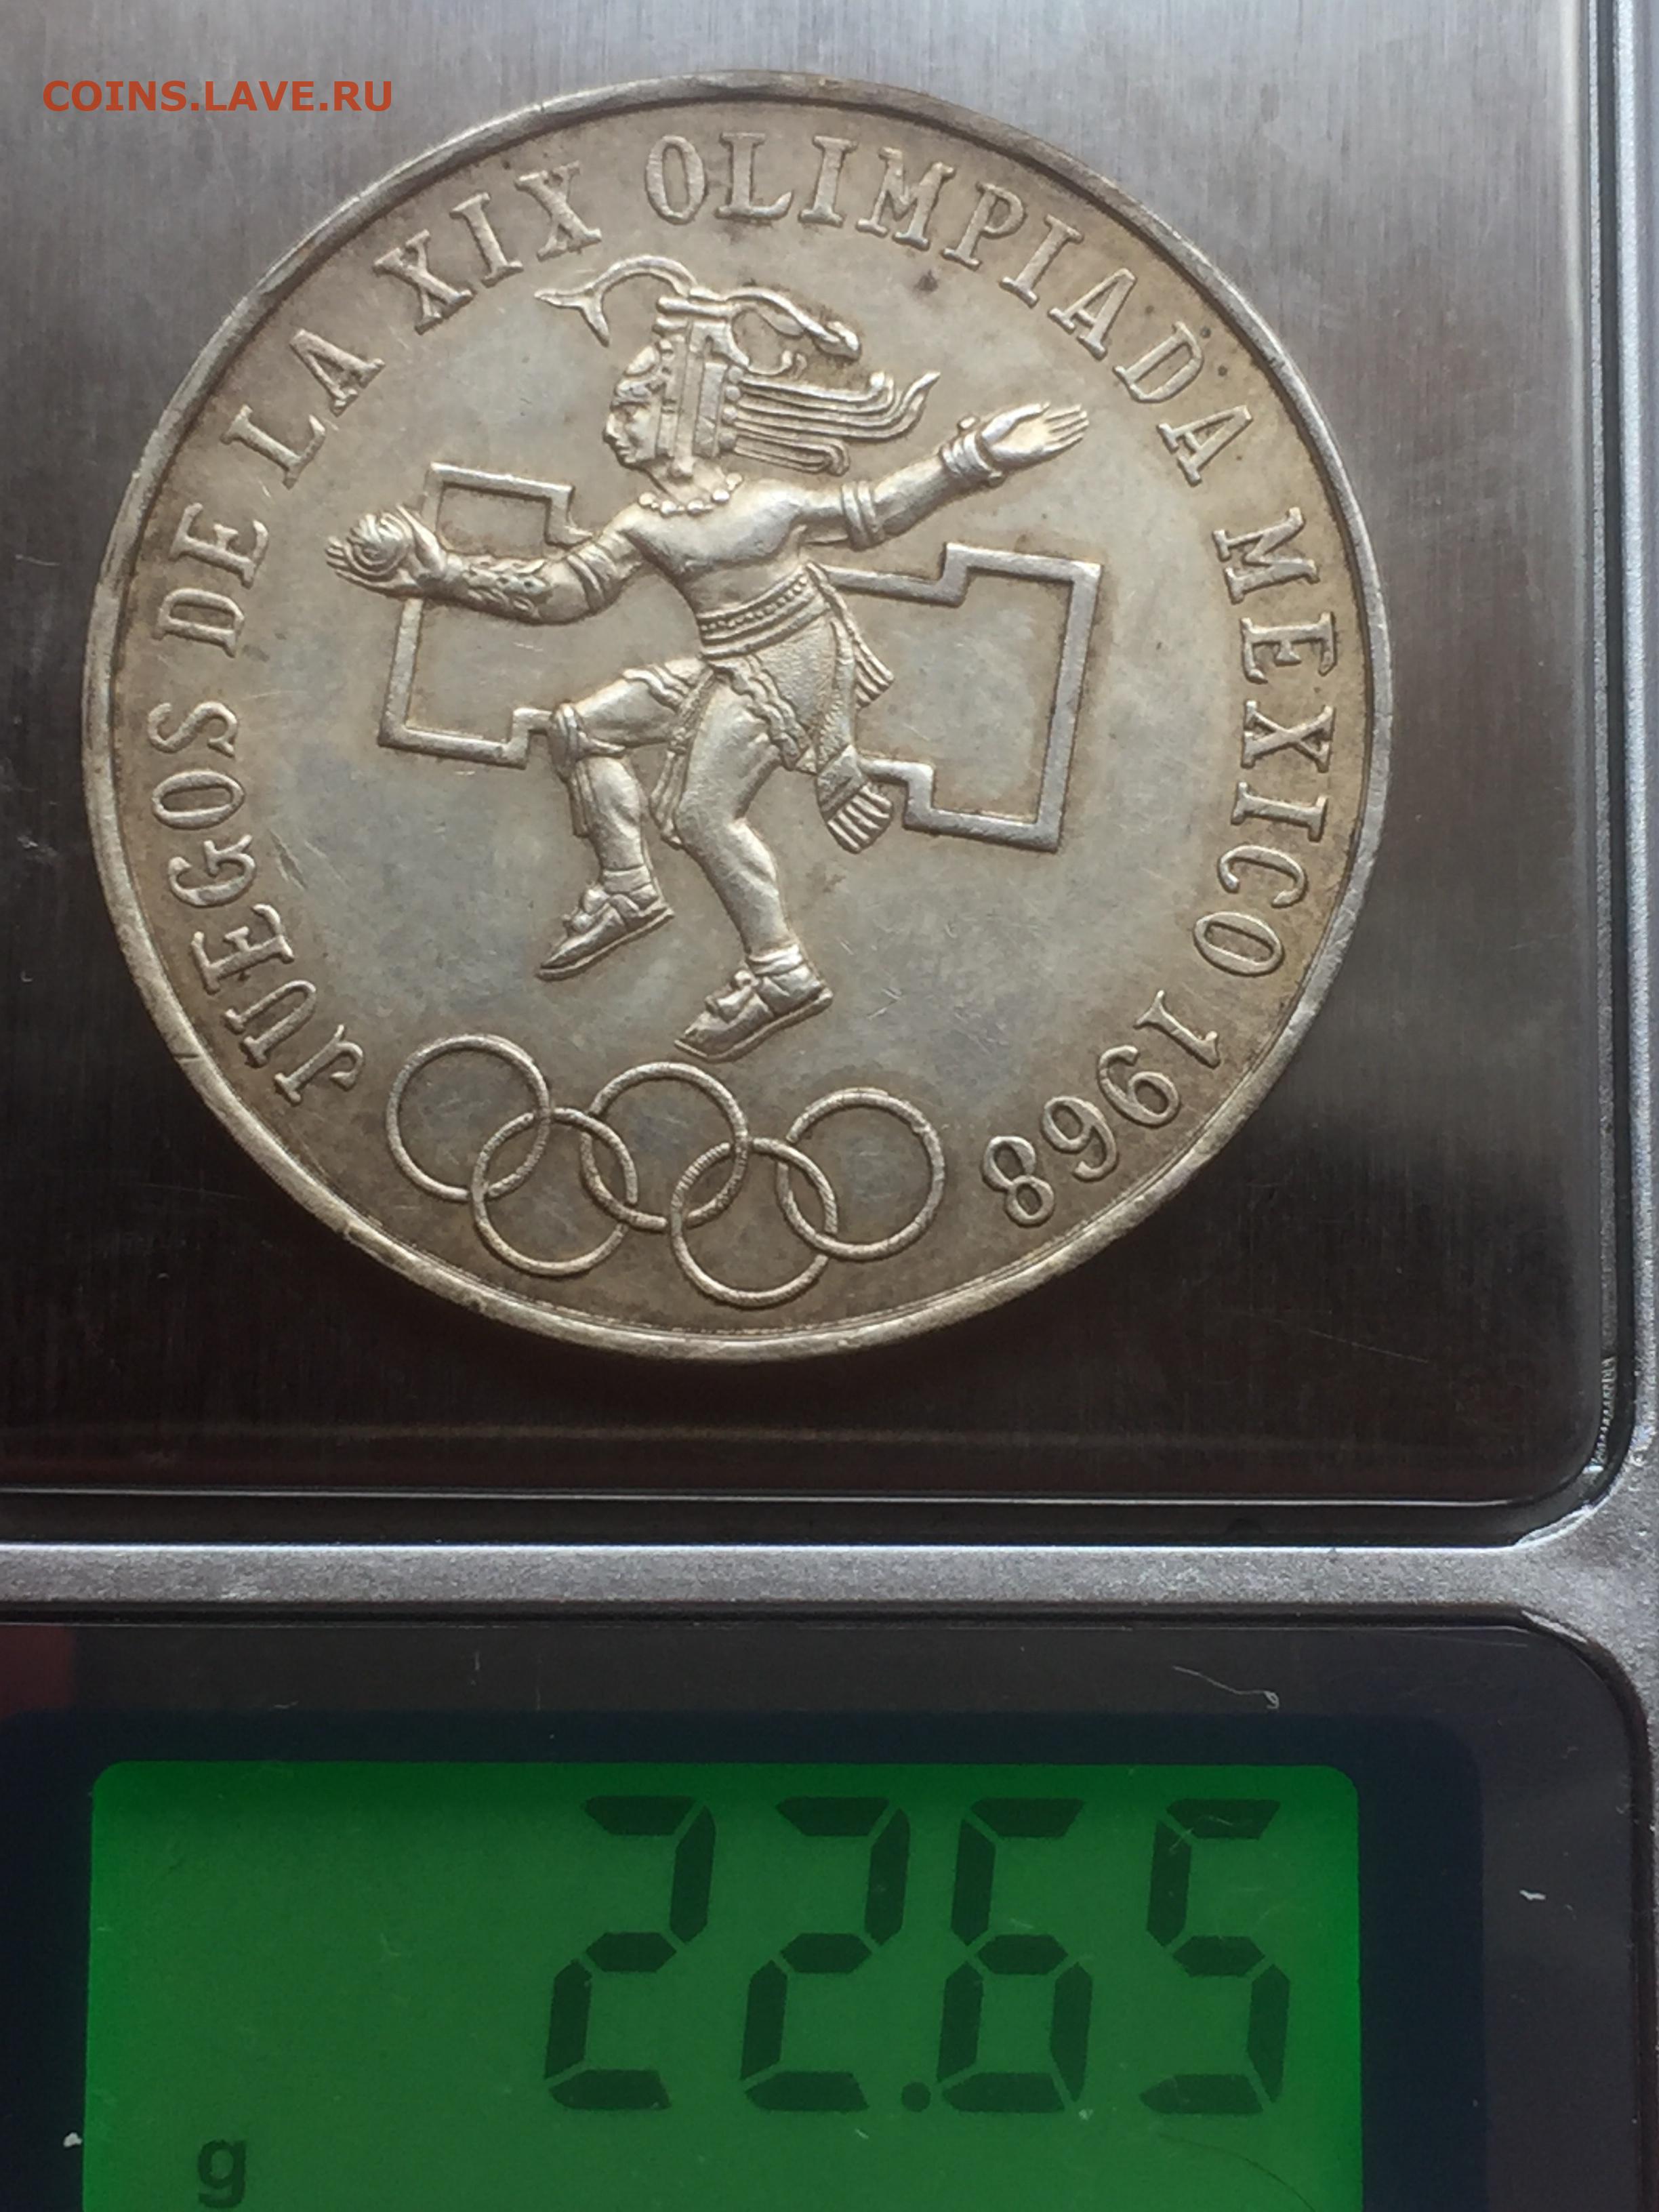 COINS.LAVE.RU
JUEGOS DE LA XIX OLIMPIADA MEXICO 1968
22.65
g